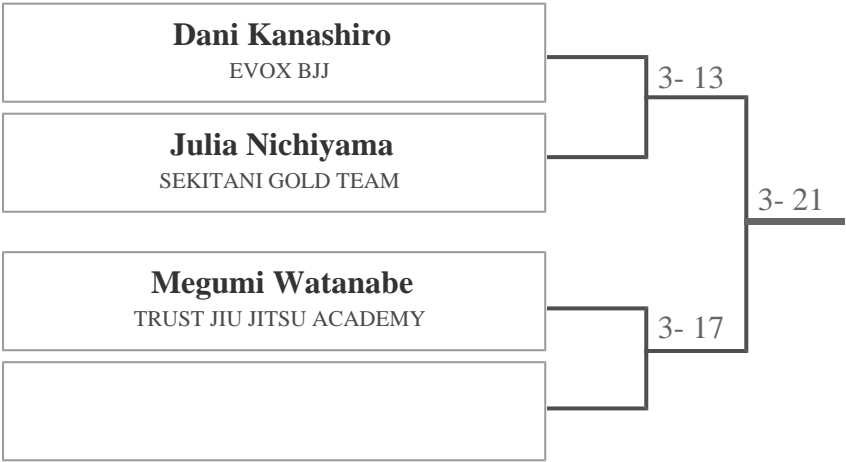 Dani Kanashiro
EVOX BJJ
3- 13
Julia Nichiyama
SEKITANI GOLD TEAM
3- 21
Megumi Watanabe
TRUST JIU JITSU ACADEMY
3- 17